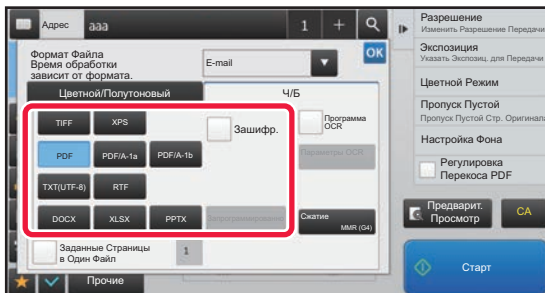 Адрес
aaa
1
+
Формат Файла
Время обработки
зависит от формата.
E-mail
OK
Цветной/Полутоновый
Ч/Б
TIFF
XPS
Зашифр.
Программа
OCR
PDF
PDF/A-1a
PDF/A-1b
Параметры OCR
TXT(UTF-8)
RTF
DOCX
XLSX
PPTX
Сжатие
MMR (G4)
Заданные Страницы
в Один Файл
1
Прочие
Разрешение
Изменить Разрешение Передачи
Экспозиция
Указать Экспозиц. для Передачи
Цветной Режим
Пропуск Пустой
Пропуск Пустой Стр. Оригинала
Настройка Фона
Регулировка
Перекоса PDF
Предварит.
Просмотр
CA
Старт